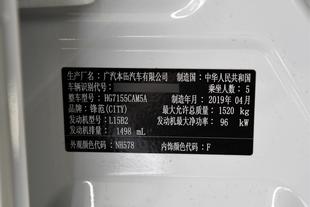 生产厂名：广汽本田汽车有限公司 制造国：中华人民共和国
车辆识别代号： 乘坐人数：5
整车型号：HG7155CAM5A 制造年月：2019年04月
品牌：锋范(CITY) 最大允许总质量：1520 kg
发动机型号：L15B2 发动机最大净功率：96 kW
发动机排量：1498 mL
外观颜色代码：NH578 内饰颜色代码：F